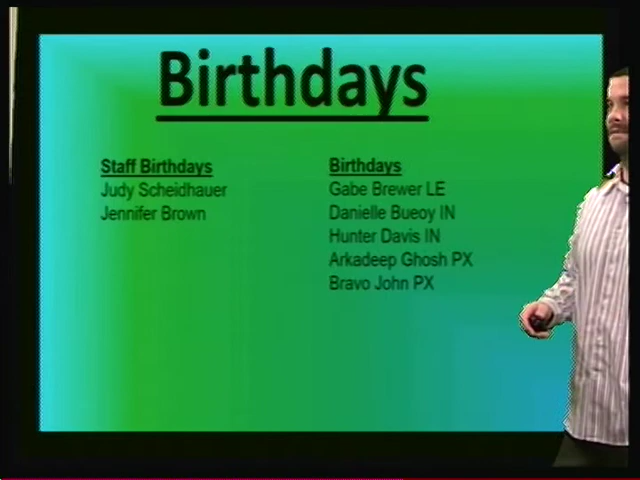 Birthdays
Staff Birthdays
Judy Scheidhauer
Jennifer Brown
Birthdays
Gabe Brewer LE
Danielle Bueoy IN
Hunter Davis IN
Arkadeep Ghosh PX
Bravo John PX